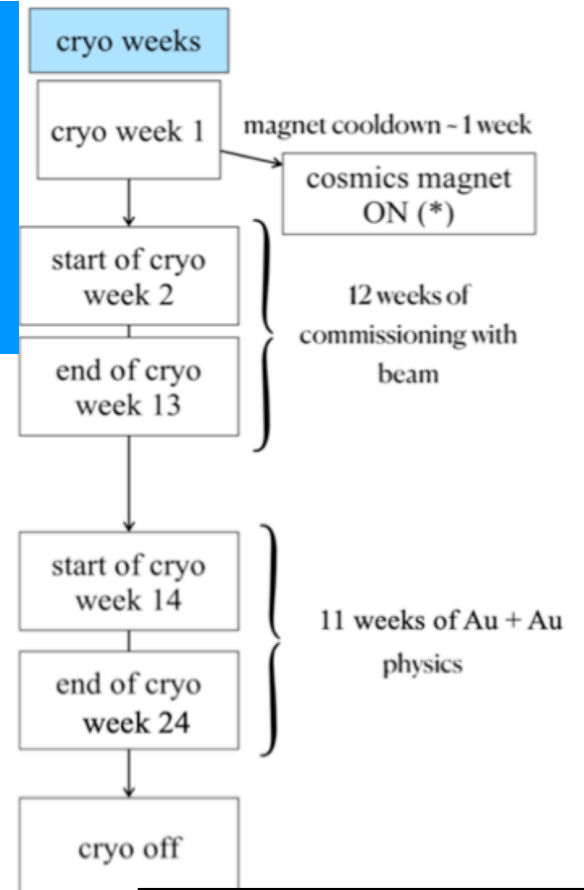 cryo weeks
cryo week 1
magnet cooldown ~ 1 week
cosmics magnet
ON (*)
start of cryo
week 2
12 weeks of
commissioning with
beam
end of cryo
week 13
start of cryo
week 14
11 weeks of Au + Au
physics
end of cryo
week 24
cryo off